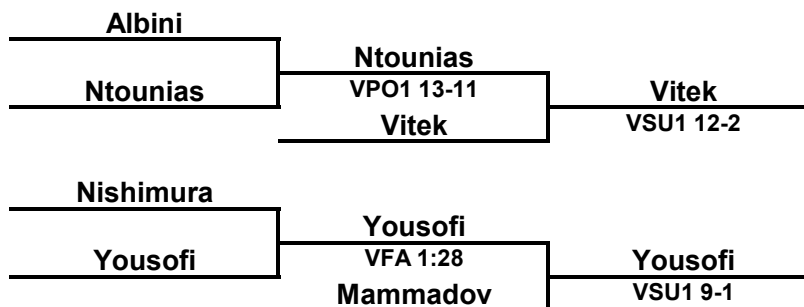 Albini
Ntounias
Ntounias
VPO1 13-11
Vitek
Vitek
VSU1 12-2
Nishimura
Yousofi
Yousofi
VFA 1:28
Mammadov
Yousofi
VSU1 9-1